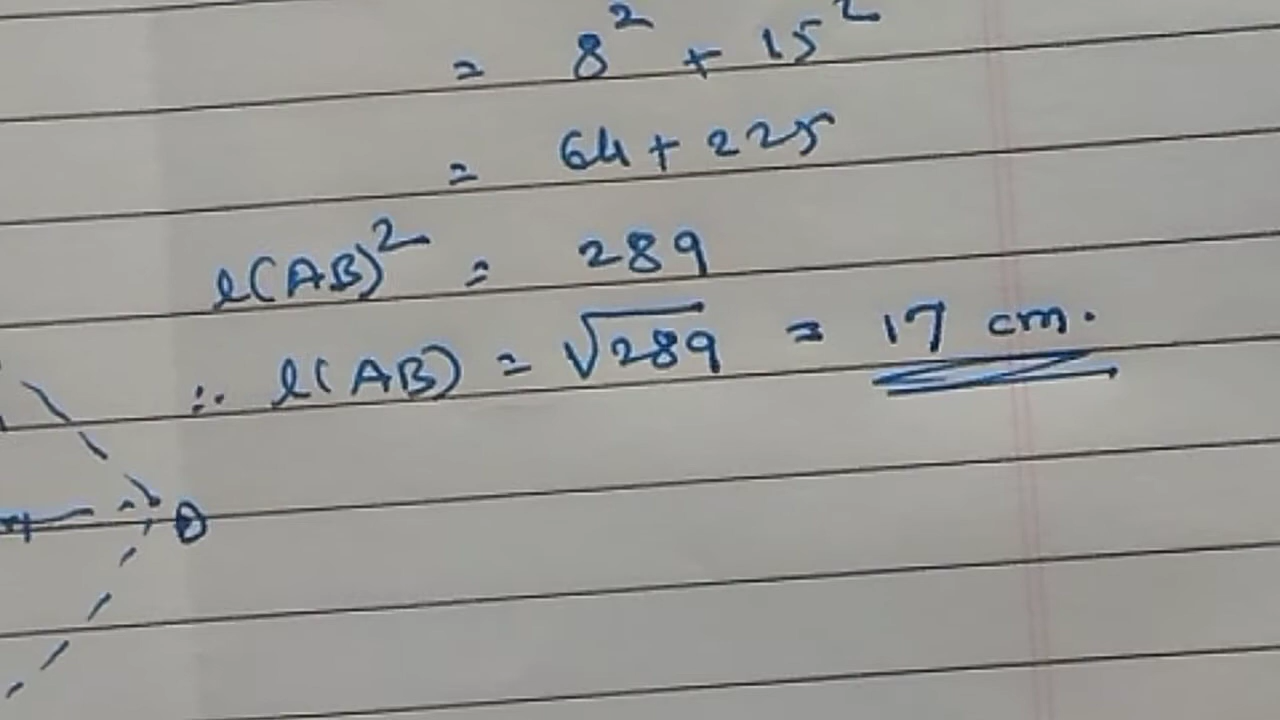 = 8² + 15²
= 64 + 225
l(AB)² = 289
∴ l(AB) = √289 = 17 cm.